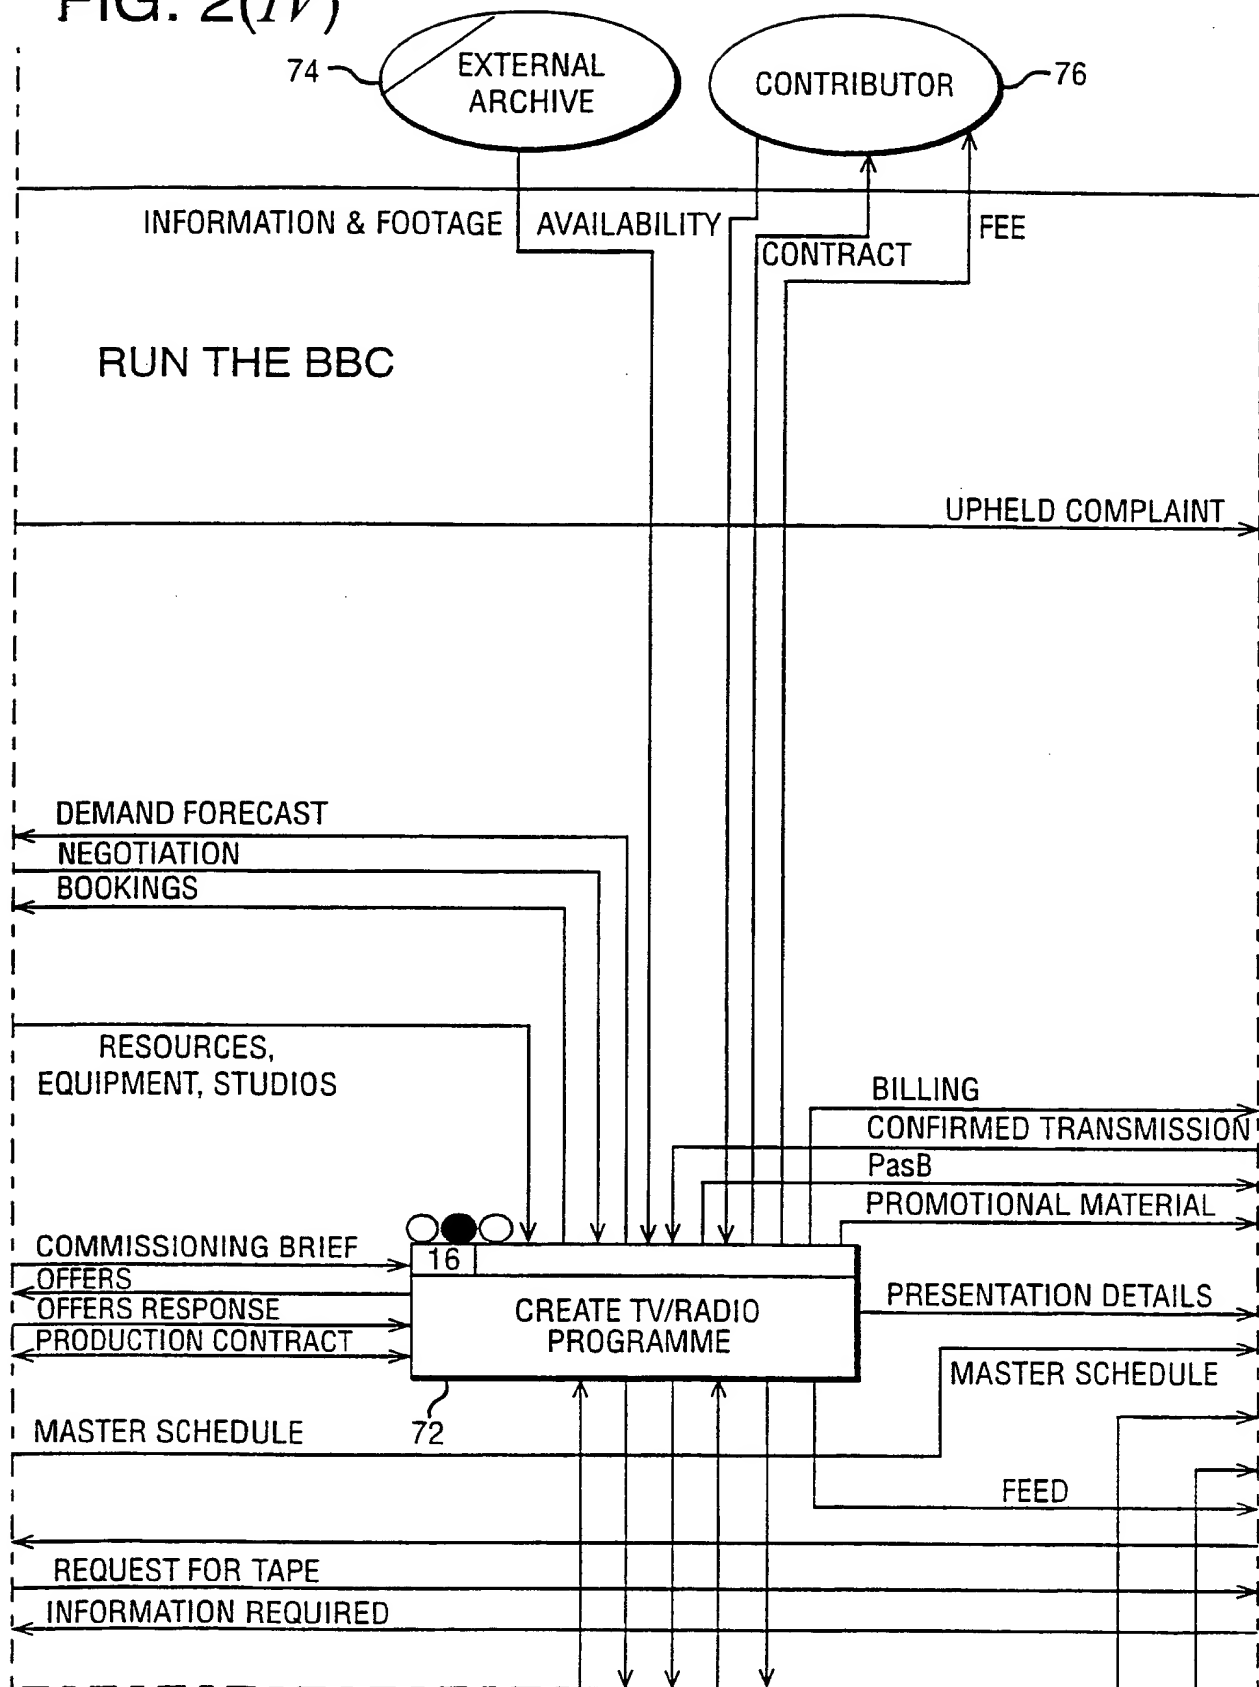 FIG. 2(IV)
74
EXTERNAL
ARCHIVE
CONTRIBUTOR
76
INFORMATION & FOOTAGE
AVAILABILITY
CONTRACT
FEE
RUN THE BBC
UPHELD COMPLAINT
DEMAND FORECAST
NEGOTIATION
BOOKINGS
RESOURCES,
EQUIPMENT, STUDIOS
BILLING
CONFIRMED TRANSMISSION
PasB
PROMOTIONAL MATERIAL
COMMISSIONING BRIEF
OFFERS
OFFERS RESPONSE
PRODUCTION CONTRACT
16
CREATE TV/RADIO
PROGRAMME
PRESENTATION DETAILS
MASTER SCHEDULE
72
MASTER SCHEDULE
FEED
REQUEST FOR TAPE
INFORMATION REQUIRED